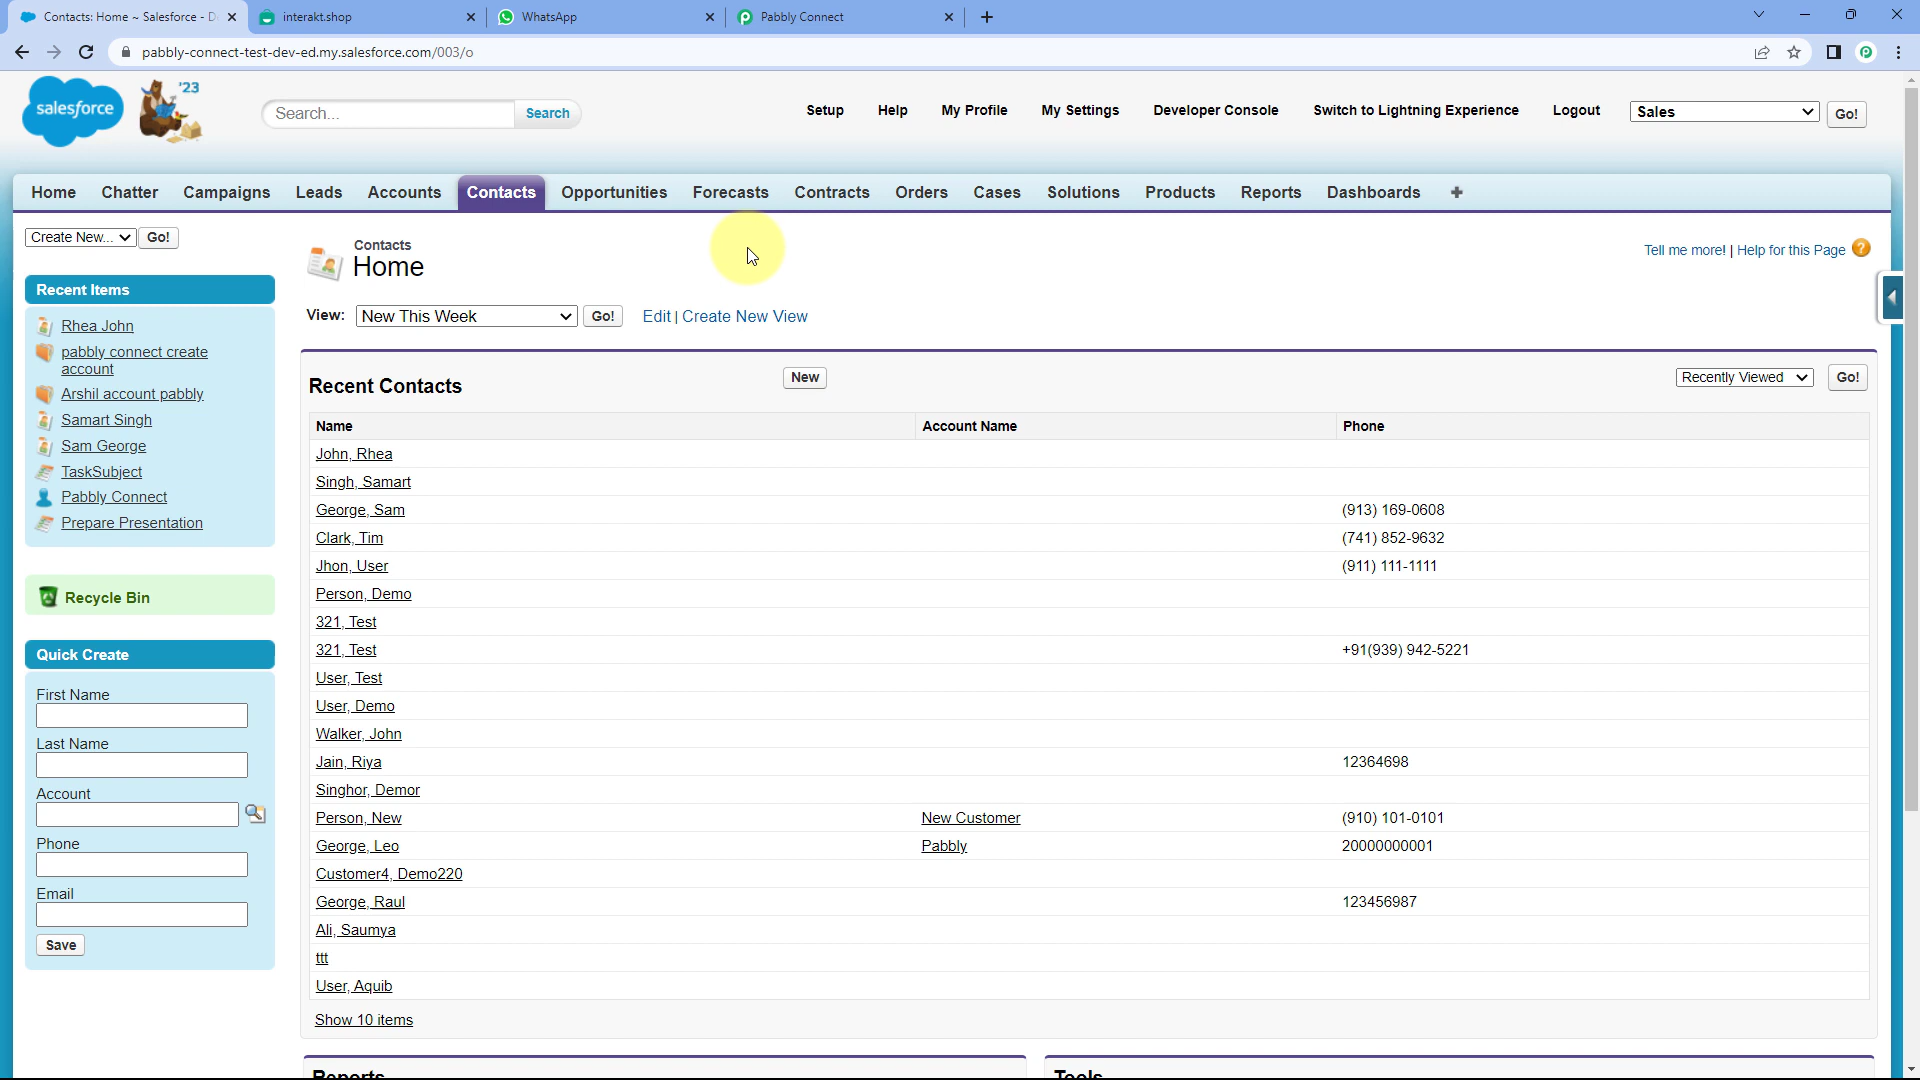 Contacts: Home ~ Salesforce - D
interakt.shop
WhatsApp
Pabbly Connect
pabbly-connect-test-dev-ed.my.salesforce.com/003/o
salesforce
'23
Search...
Search
Setup
Help
My Profile
My Settings
Developer Console
Switch to Lightning Experience
Logout
Sales
Go!
Home
Chatter
Campaigns
Leads
Accounts
Contacts
Opportunities
Forecasts
Contracts
Orders
Cases
Solutions
Products
Reports
Dashboards
+
Create New...
Go!
Contacts
Home
Tell me more! | Help for this Page
?
View:
New This Week
Go!
Edit | Create New View
Recent Items
Rhea John
pabbly connect create
account
Arshil account pabbly
Samart Singh
Sam George
TaskSubject
Pabbly Connect
Prepare Presentation
Recycle Bin
Quick Create
First Name
Last Name
Account
Phone
Email
Save
Recent Contacts
New
Recently Viewed
Go!
Name Account Name Phone
John, Rhea
Singh, Samart
George, Sam (913) 169-0608
Clark, Tim (741) 852-9632
Jhon, User (911) 111-1111
Person, Demo
321, Test
321, Test +91(939) 942-5221
User, Test
User, Demo
Walker, John
Jain, Riya 12364698
Singhor, Demor
Person, New New Customer (910) 101-0101
George, Leo Pabbly 20000000001
Customer4, Demo220
George, Raul 123456987
Ali, Saumya
ttt
User, Aquib
Show 10 items
Reports
Tools